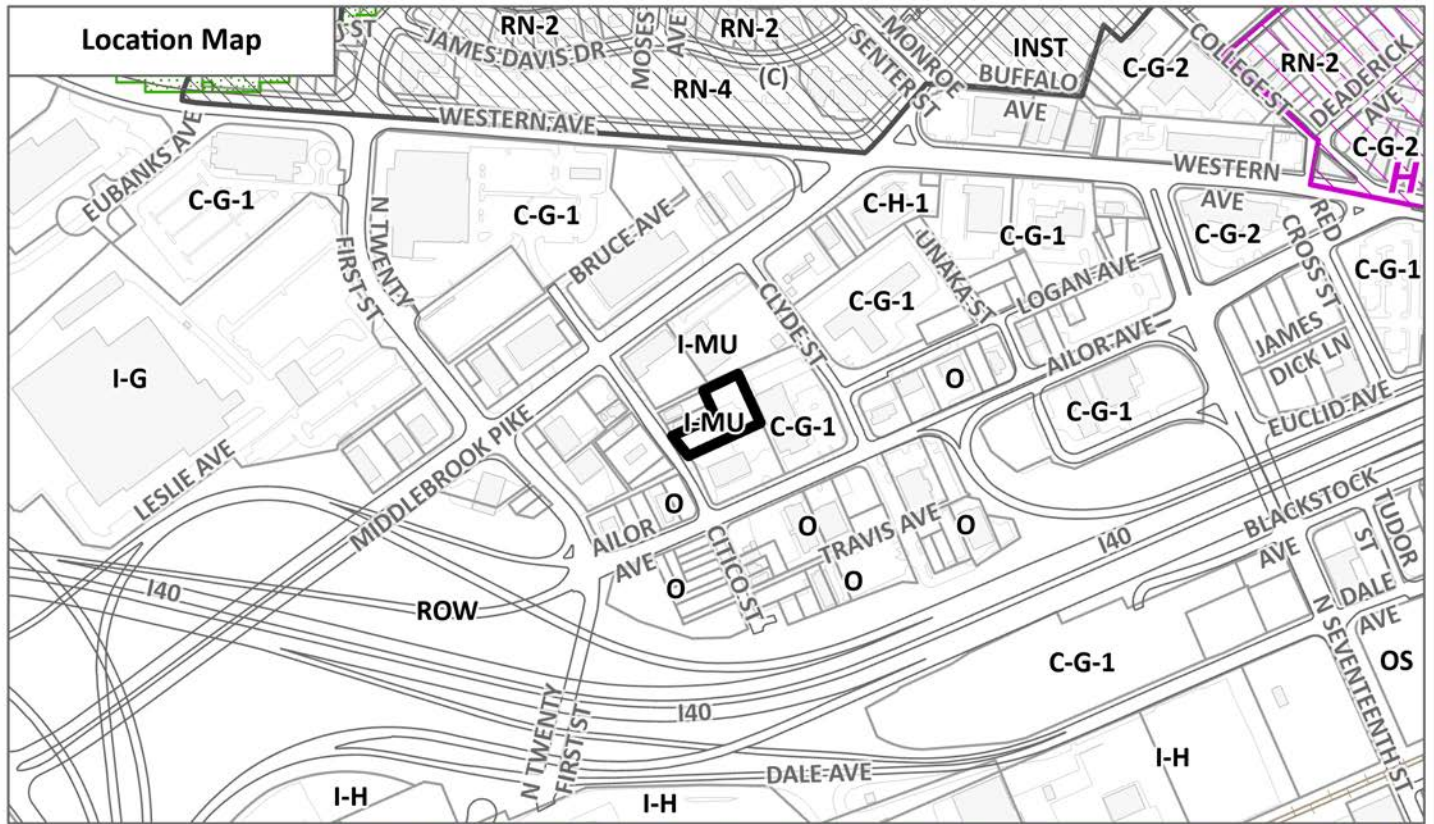 Location Map
J ST
RN-2
JAMES DAVIS DR
MOSES
AVE
RN-2
RN-4
(C)
MONROE
SENTER ST
INST
BUFFALO
AVE
C-G-2
COLLEGE ST
RN-2
DEADERICK
AVE
C-G-2
H
WESTERN AVE
EUBANKS AVE
C-G-1
N TWENTY
FIRST ST
C-G-1
BRUCE AVE
C-H-1
C-G-1
WESTERN
AVE
C-G-2
RED
CROSS ST
C-G-1
UNAKA ST
LOGAN AVE
C-G-1
CLYDE ST
I-MU
I-MU
C-G-1
O
AILOR AVE
C-G-1
JAMES
DICK LN
EUCLID AVE
I-G
LESLIE AVE
MIDDLEBROOK PIKE
O
AILOR
AVE
O
CITICO ST
O
TRAVIS AVE
O
O
I40
BLACKSTOCK
AVE
TUDOR
ST
DALE
AVE
I40
ROW
N TWENTY
FIRST ST
I40
C-G-1
N SEVENTEENTH ST
OS
DALE AVE
I-H
I-H
I-H